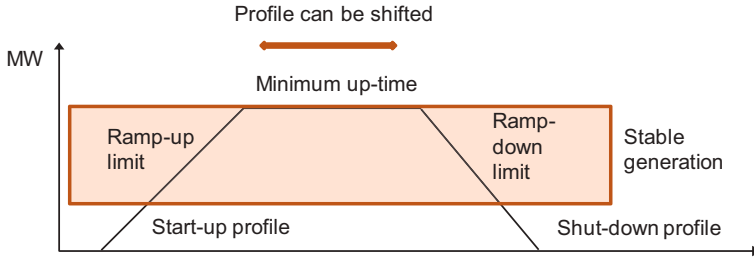 Profile can be shifted
MW
Minimum up-time
Ramp-up
limit
Ramp-
down
limit
Stable
generation
Start-up profile
Shut-down profile